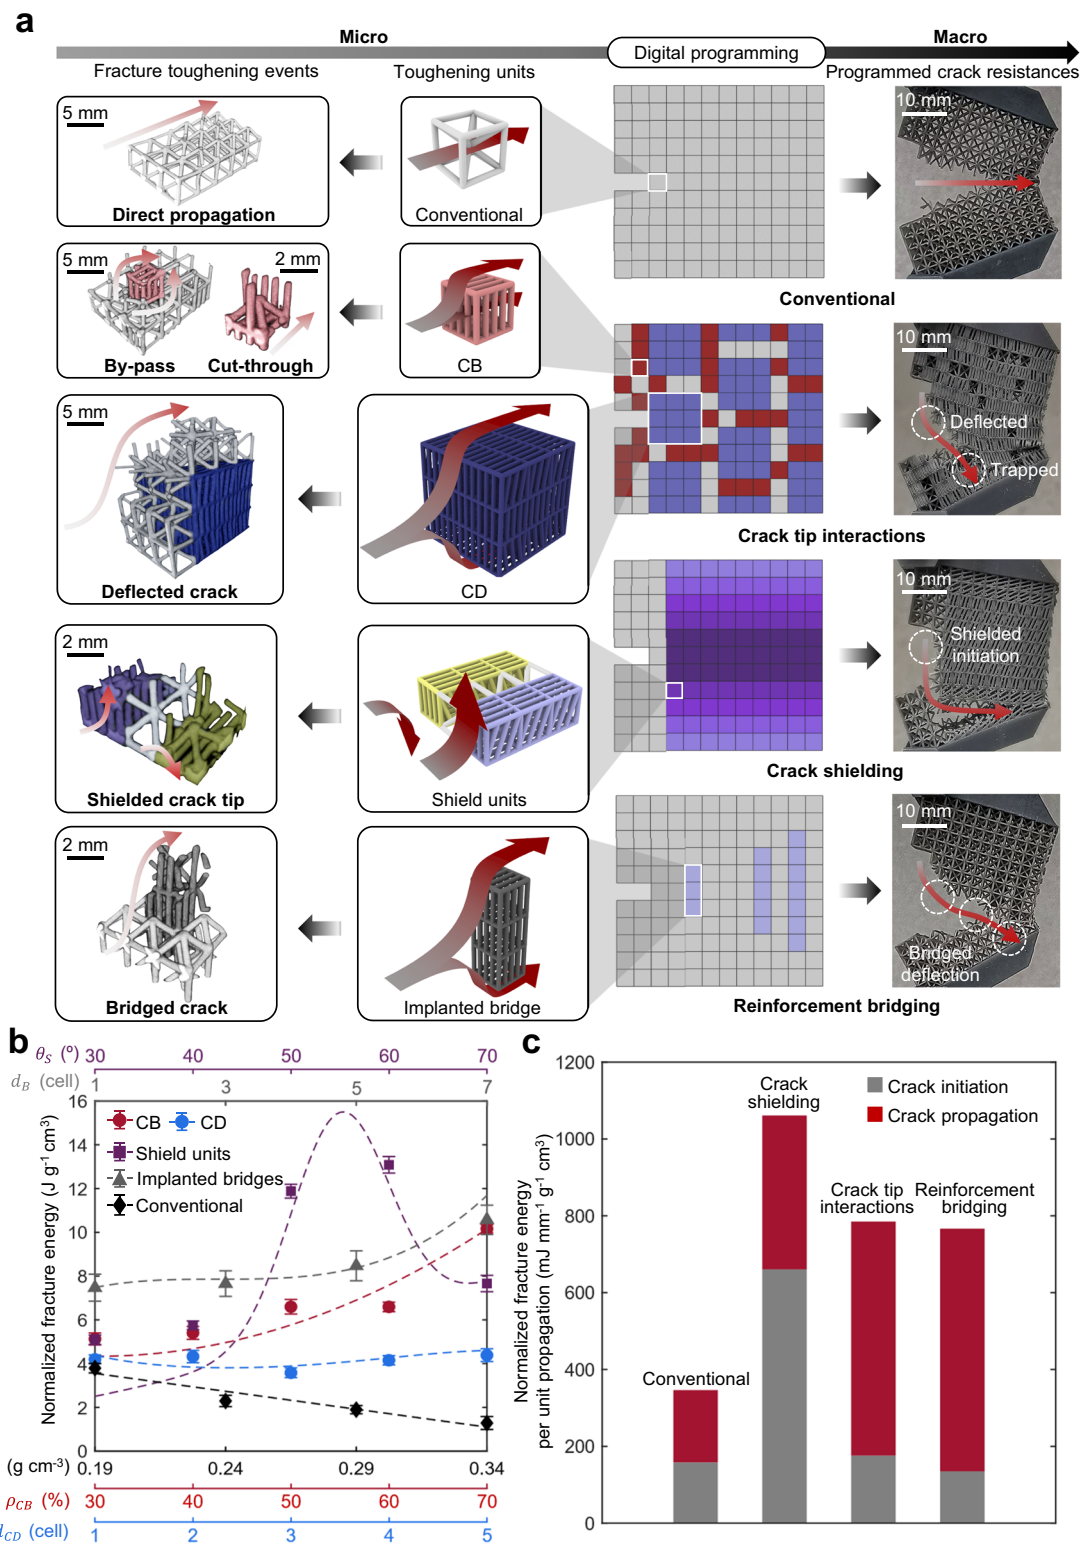 a
Micro
Digital programming
Macro
Fracture toughening events
Toughening units
Programmed crack resistances
5 mm
Direct propagation
Conventional
10 mm
Conventional
5 mm
2 mm
By-pass
Cut-through
CB
10 mm
Deflected
Trapped
Crack tip interactions
5 mm
Deflected crack
CD
10 mm
Shielded
initiation
Crack shielding
2 mm
Shielded crack tip
Shield units
10 mm
Bridged
deflection
Reinforcement bridging
2 mm
Bridged crack
Implanted bridge
b
θS (º)
30 40 50 60 70
dB (cell)
1 3 5 7
Normalized fracture energy (J g-1 cm3)
16
14
12
10
8
6
4
2
0
CB
CD
Shield units
Implanted bridges
Conventional
(g cm-3)
0.19 0.24 0.29 0.34
ρCB (%)
30 40 50 60 70
dCD (cell)
1 2 3 4 5
c
Normalized fracture energy
per unit propagation (mJ mm-1 g-1 cm3)
1200
1000
800
600
400
200
0
Crack initiation
Crack propagation
Conventional
Crack
shielding
Crack tip
interactions
Reinforcement
bridging